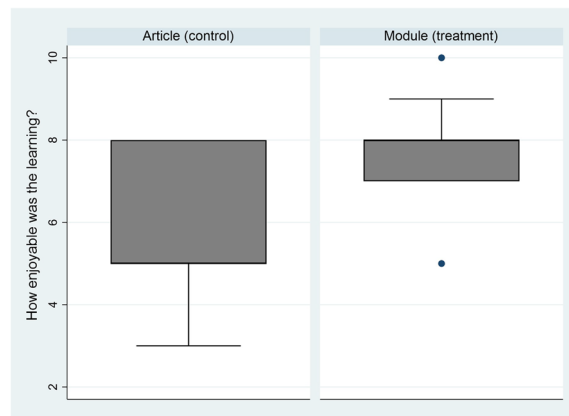 Article (control)
Module (treatment)
How enjoyable was the learning?
10
8
6
4
2